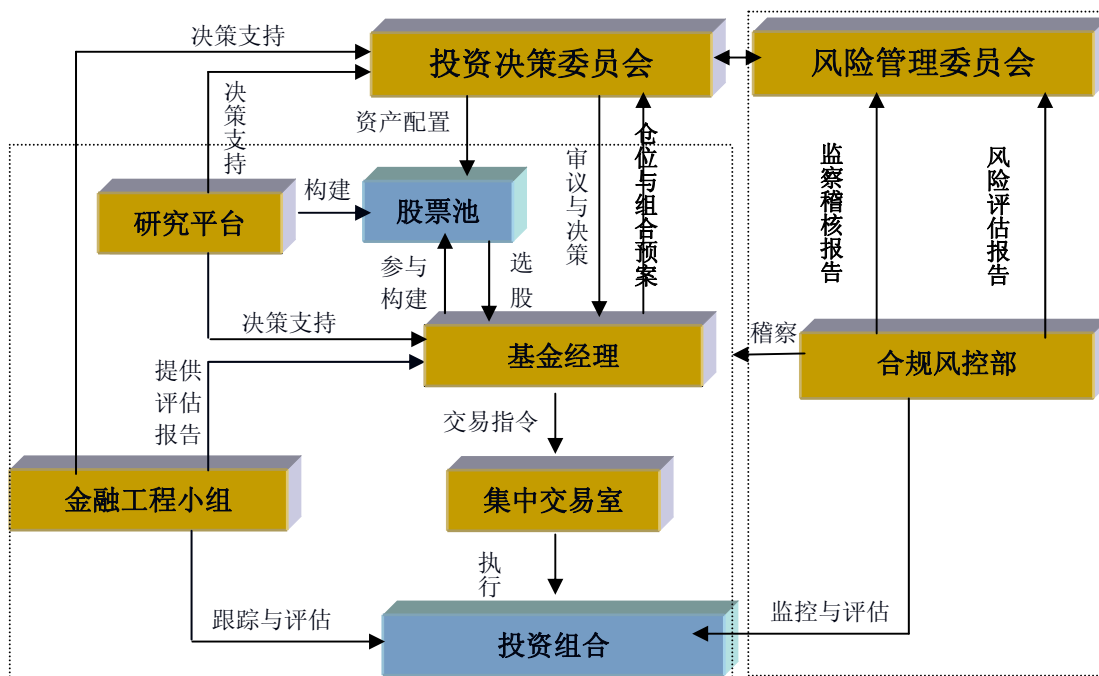 决策支持
投资决策委员会
风险管理委员会
决策支持
资产配置
审议与决策
仓位与组合预案
监察稽核报告
风险评估报告
研究平台
构建
股票池
参与
构建
选
股
决策支持
基金经理
稽察
合规风控部
提供
评估
报告
交易指令
金融工程小组
集中交易室
执行
跟踪与评估
投资组合
监控与评估